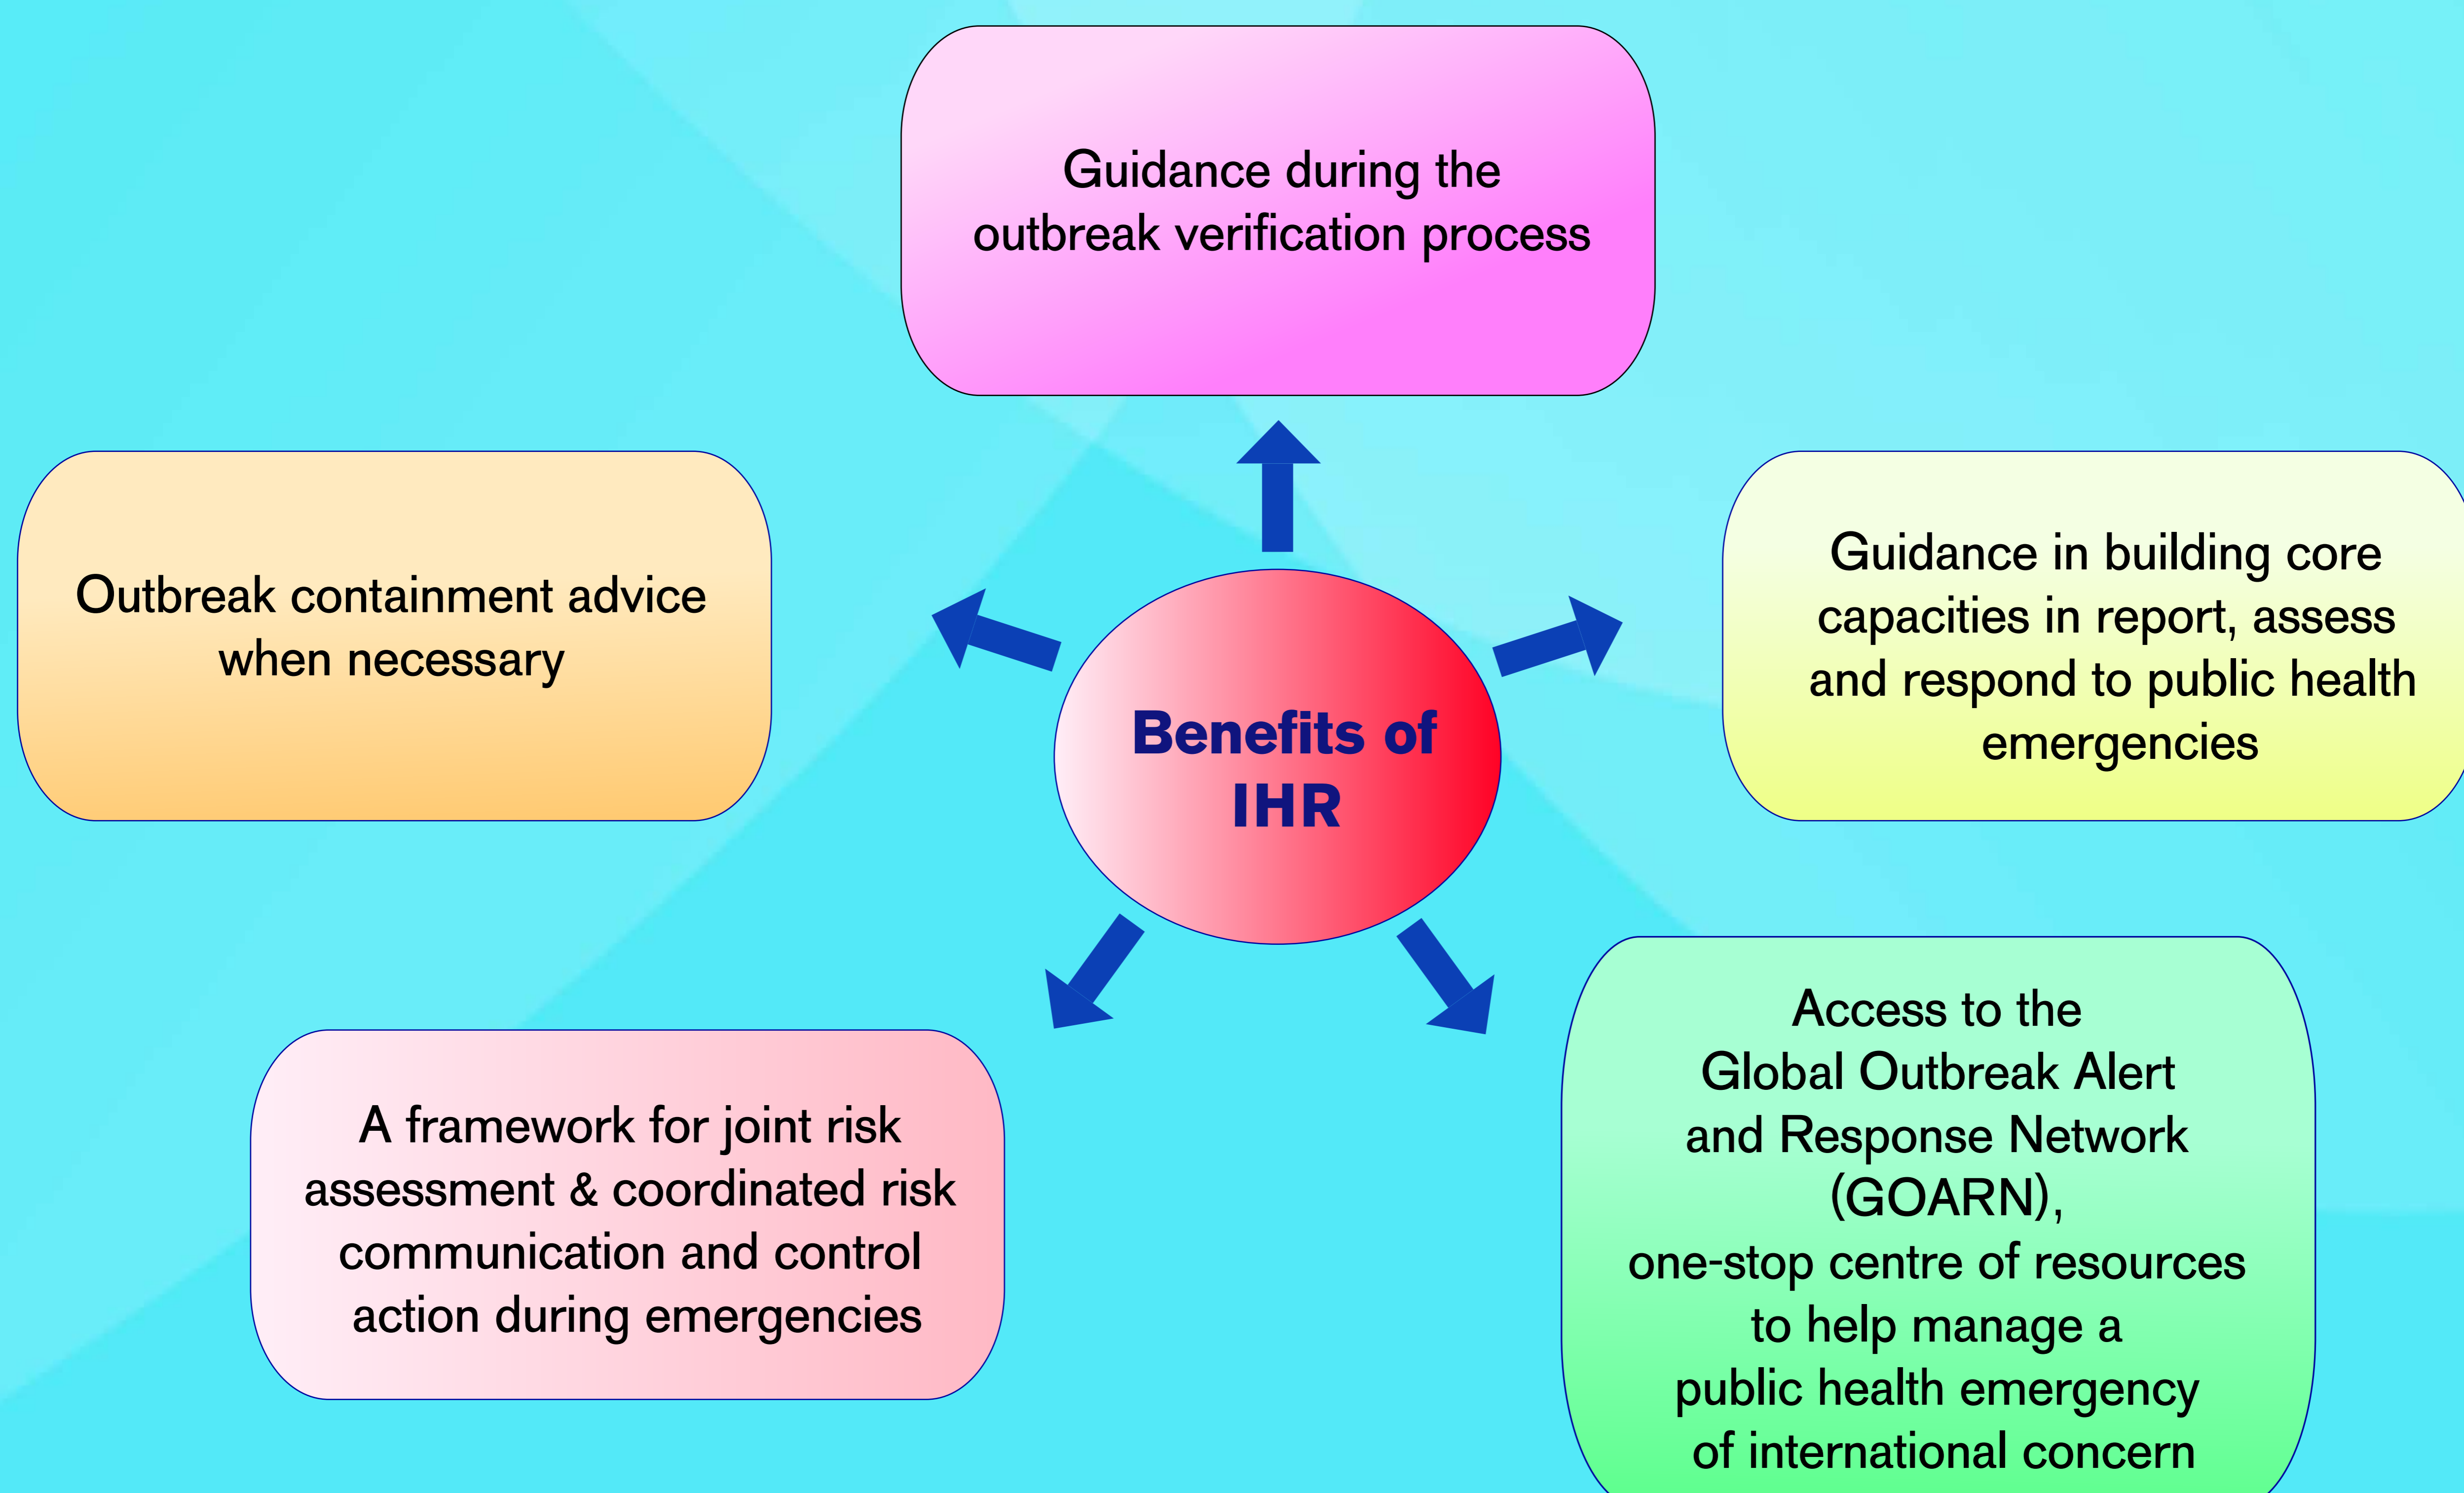 Guidance during the
outbreak verification process
Outbreak containment advice
when necessary
Guidance in building core
capacities in report, assess
and respond to public health
emergencies
Benefits of
IHR
A framework for joint risk
assessment & coordinated risk
communication and control
action during emergencies
Access to the
Global Outbreak Alert
and Response Network
(GOARN),
one-stop centre of resources
to help manage a
public health emergency
of international concern